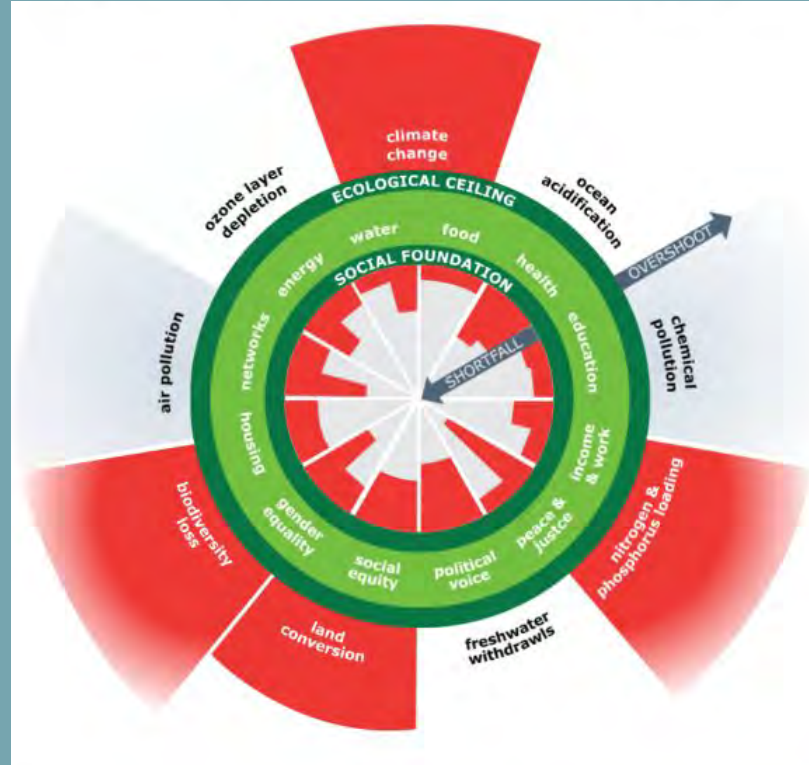 climate
change
ECOLOGICAL CEILING
ozone layer
depletion
ocean
acidification
OVERSHOOT
water
food
energy
health
SOCIAL FOUNDATION
networks
education
SHORTFALL
air pollution
chemical
pollution
housing
income
& work
gender
equality
peace &
justce
social
equity
political
voice
biodiversity
loss
nitrogen &
phosphorus loading
land
conversion
freshwater
withdrawls